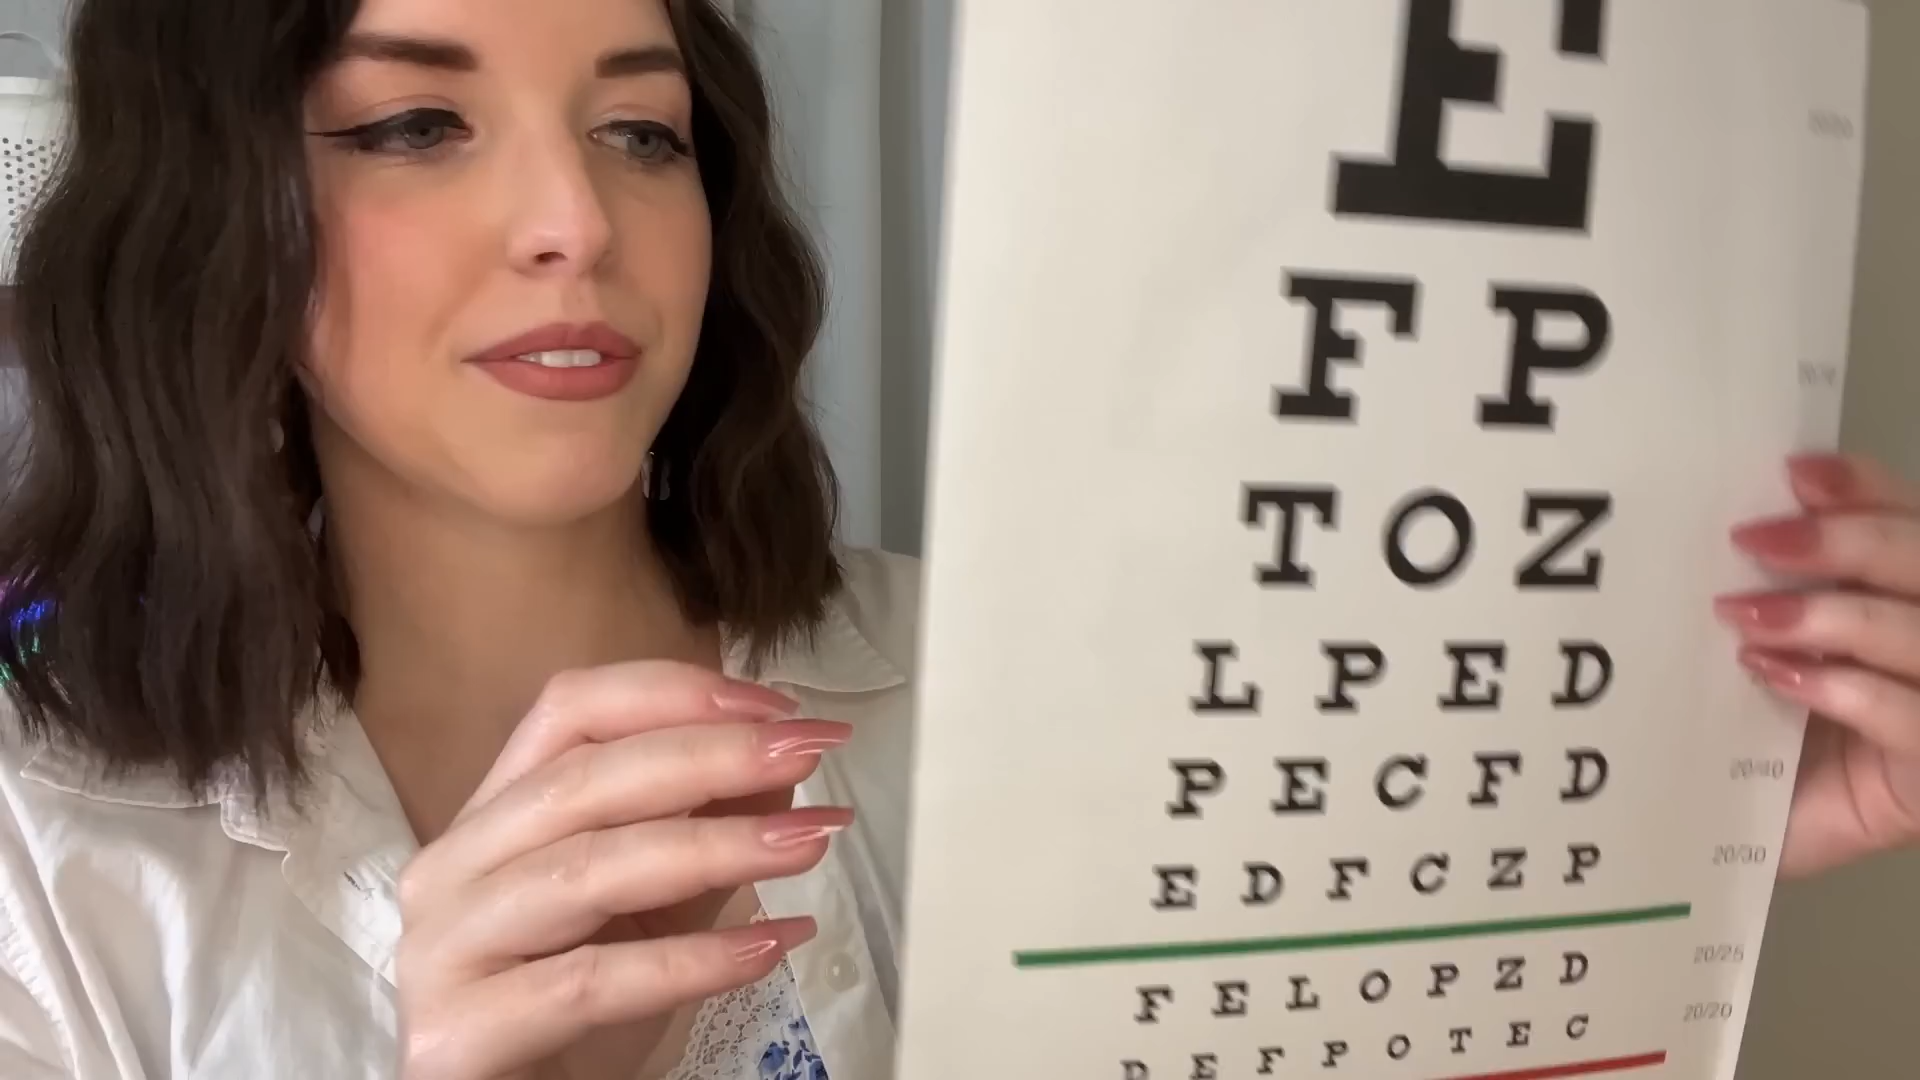 E
F P
T O Z
L P E D
P E C F D 20/40
E D F C Z P 20/30
F E L O P Z D 20/25
D E F P O T E C 20/20